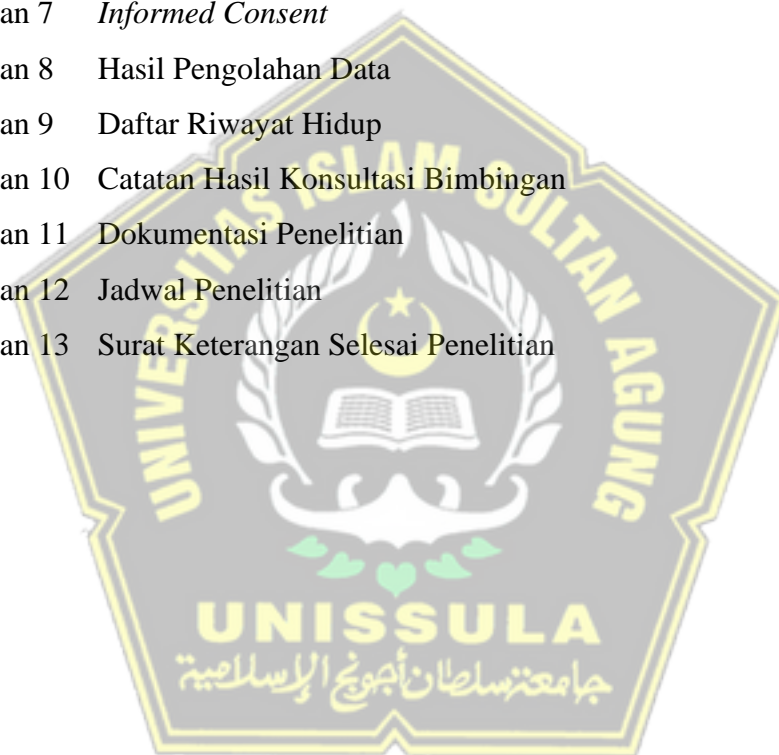 an 7 Informed Consent
an 8 Hasil Pengolahan Data
an 9 Daftar Riwayat Hidup
an 10 Catatan Hasil Konsultasi Bimbingan
an 11 Dokumentasi Penelitian
an 12 Jadwal Penelitian
an 13 Surat Keterangan Selesai Penelitian
UNIVERSITAS ISLAM SULTAN AGUNG
UNISSULA
جامعة سلطان أجونج الإسلامية